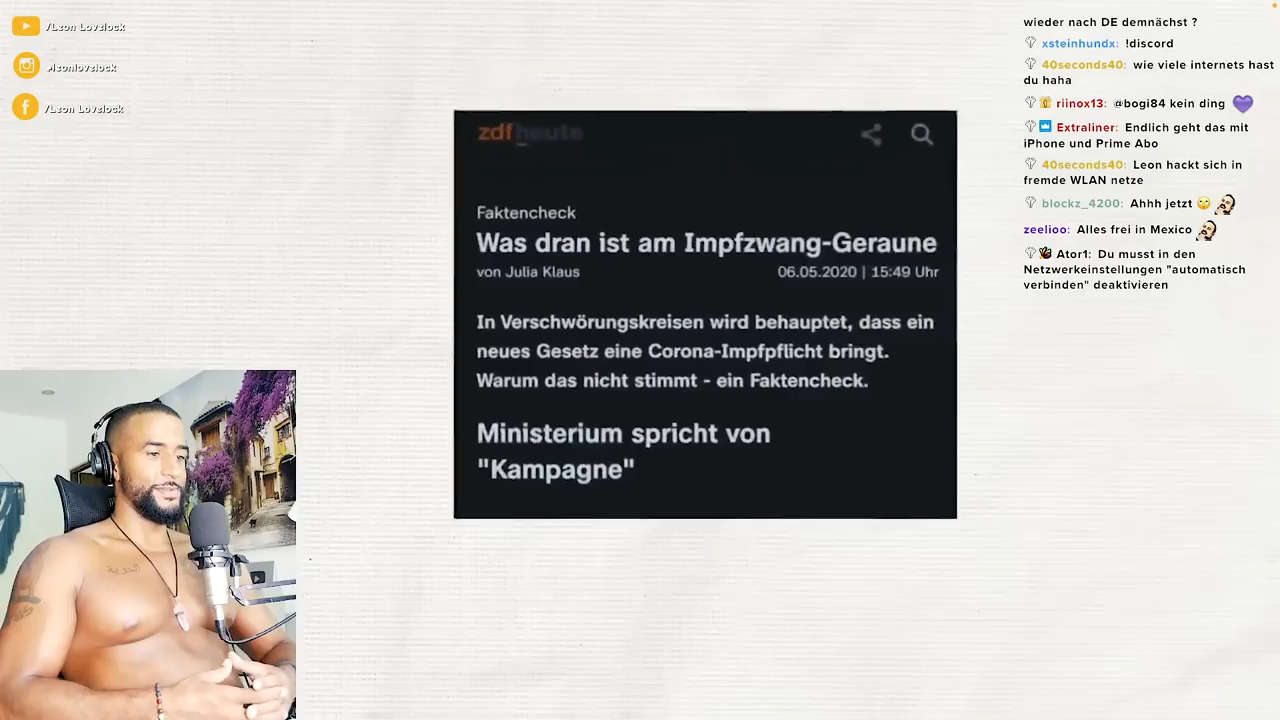 /Leon Lovelock
@leonlovelock
/Leon Lovelock
zdfheute
Faktencheck
Was dran ist am Impfzwang-Geraune
von Julia Klaus 06.05.2020 | 15:49 Uhr
In Verschwörungskreisen wird behauptet, dass ein
neues Gesetz eine Corona-Impfpflicht bringt.
Warum das nicht stimmt - ein Faktencheck.
Ministerium spricht von
"Kampagne"
wieder nach DE demnächst ?
xsteinhundx: !discord
40seconds40: wie viele internets hast
du haha
riinox13: @bogi84 kein ding
Extraliner: Endlich geht das mit
iPhone und Prime Abo
40seconds40: Leon hackt sich in
fremde WLAN netze
blockz_4200: Ahhh jetzt
zeelioo: Alles frei in Mexico
Ator1: Du musst in den
Netzwerkeinstellungen "automatisch
verbinden" deaktivieren
الحرية